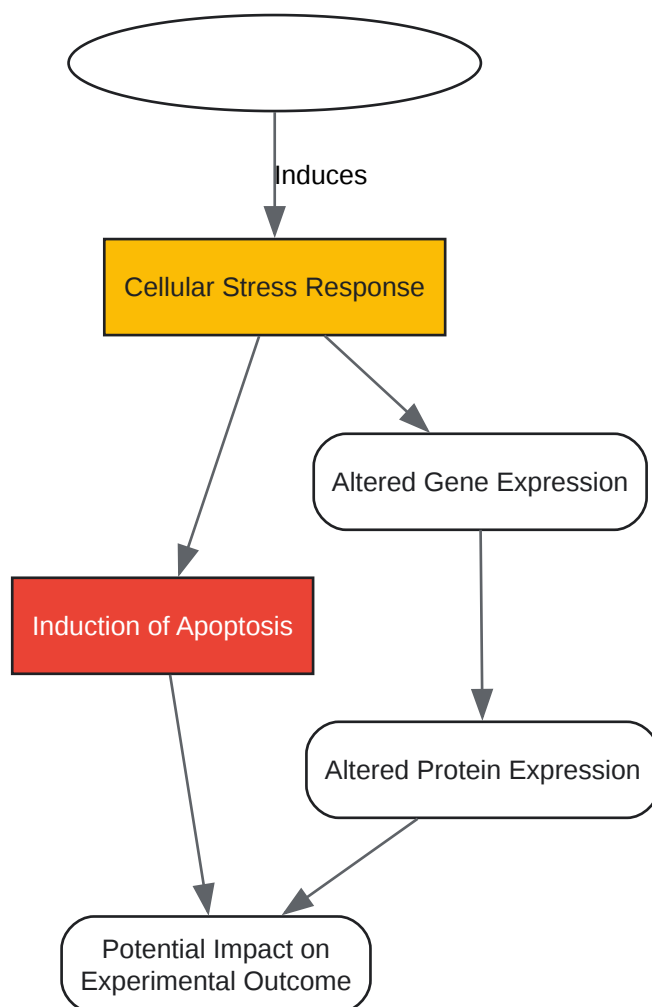 Induces
Cellular Stress Response
Altered Gene Expression
Induction of Apoptosis
Altered Protein Expression
Potential Impact on
Experimental Outcome